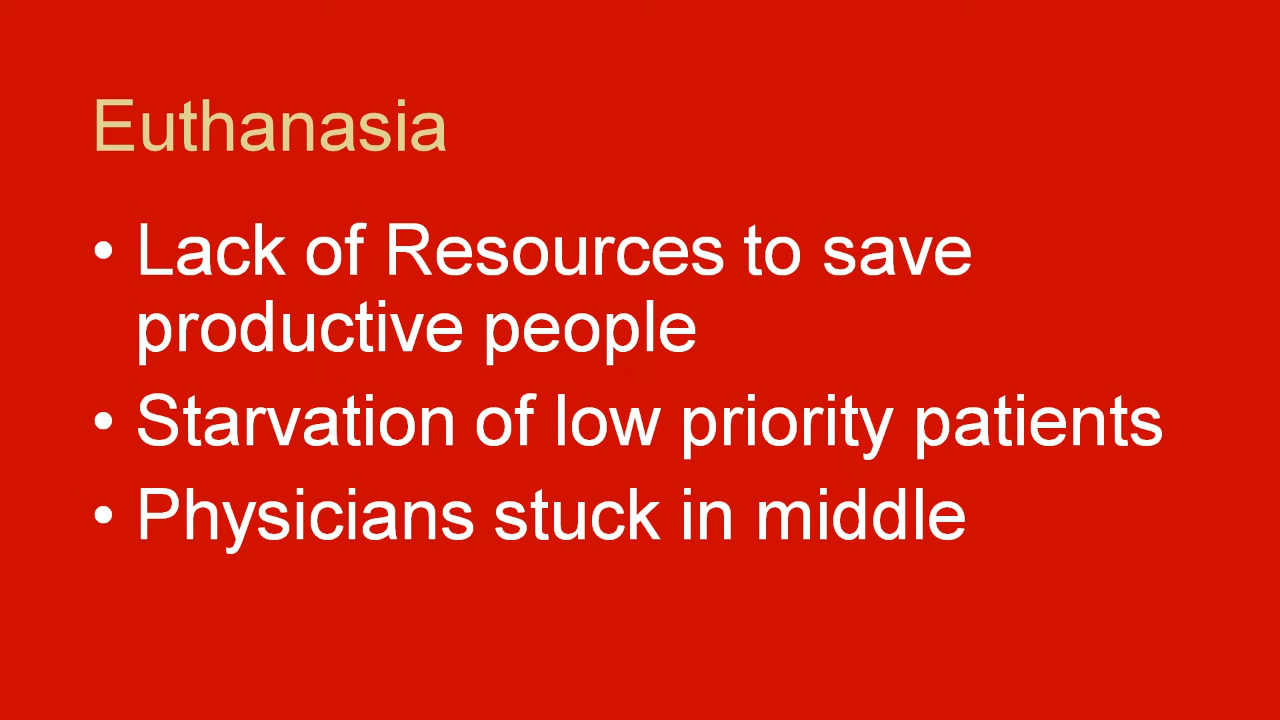 Euthanasia
• Lack of Resources to save
productive people
• Starvation of low priority patients
• Physicians stuck in middle